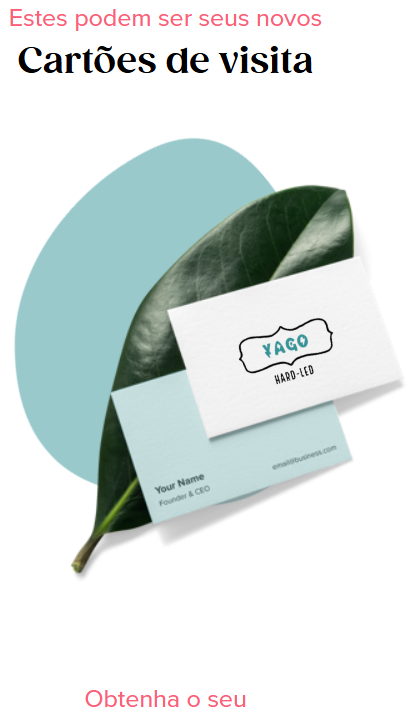 Estes podem ser seus novos
Cartões de visita
YAGO
HARD-LED
Your Name
Founder & CEO
email@business.com
Obtenha o seu